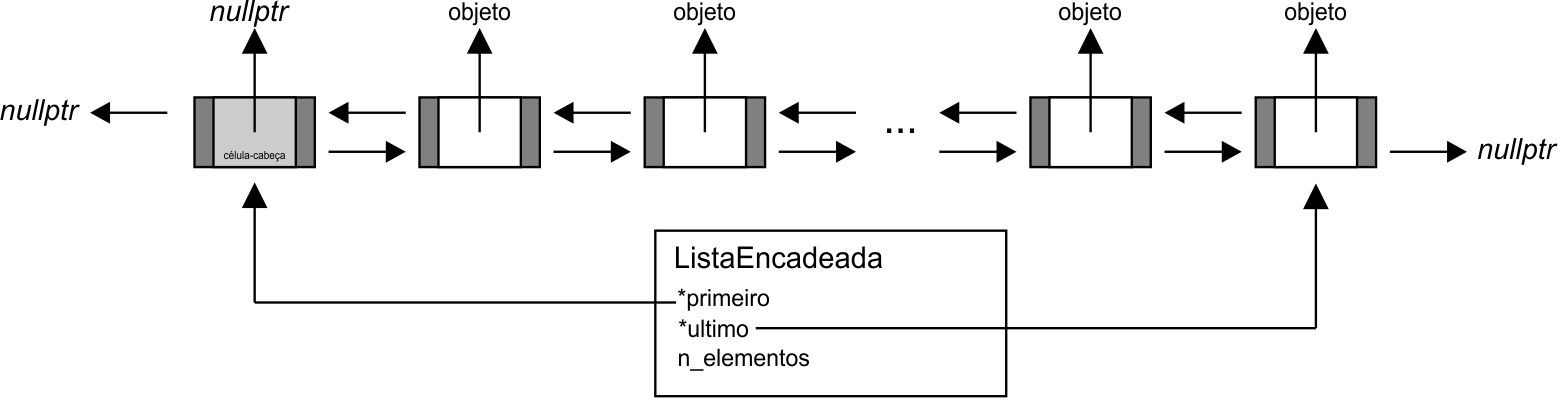 nullptr
objeto
objeto
objeto
objeto
nullptr
...
célula-cabeça
nullptr
ListaEncadeada
*primeiro
*ultimo
n_elementos